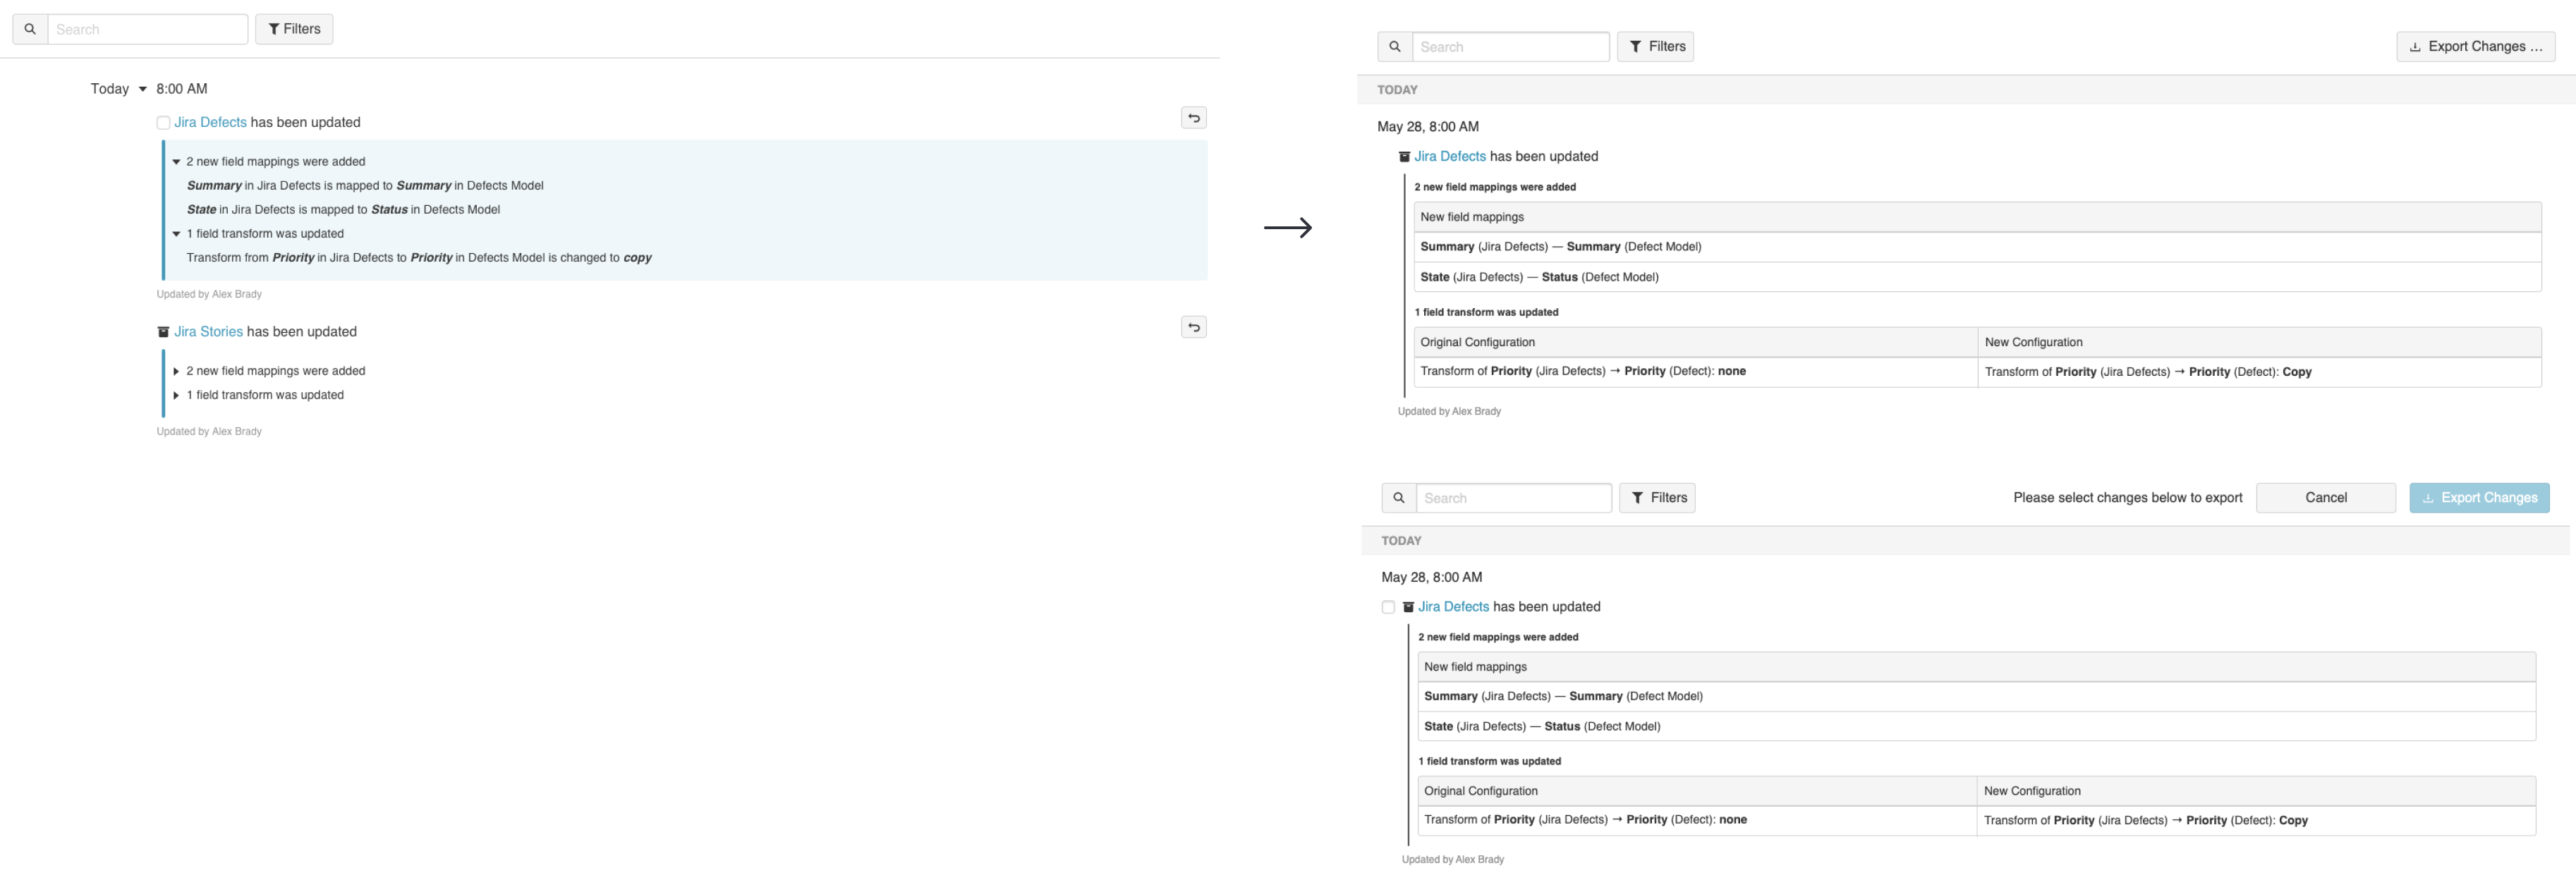 Search
Filters
Today 8:00 AM
Jira Defects has been updated
2 new field mappings were added
Summary in Jira Defects is mapped to Summary in Defects Model
State in Jira Defects is mapped to Status in Defects Model
1 field transform was updated
Transform from Priority in Jira Defects to Priority in Defects Model is changed to copy
Updated by Alex Brady
Jira Stories has been updated
2 new field mappings were added
1 field transform was updated
Updated by Alex Brady
Search
Filters
Export Changes ...
TODAY
May 28, 8:00 AM
Jira Defects has been updated
2 new field mappings were added
New field mappings
Summary (Jira Defects) — Summary (Defect Model)
State (Jira Defects) — Status (Defect Model)
1 field transform was updated
Original Configuration
New Configuration
Transform of Priority (Jira Defects) → Priority (Defect): none
Transform of Priority (Jira Defects) → Priority (Defect): Copy
Updated by Alex Brady
Search
Filters
Please select changes below to export
Cancel
Export Changes
TODAY
May 28, 8:00 AM
Jira Defects has been updated
2 new field mappings were added
New field mappings
Summary (Jira Defects) — Summary (Defect Model)
State (Jira Defects) — Status (Defect Model)
1 field transform was updated
Original Configuration
New Configuration
Transform of Priority (Jira Defects) → Priority (Defect): none
Transform of Priority (Jira Defects) → Priority (Defect): Copy
Updated by Alex Brady